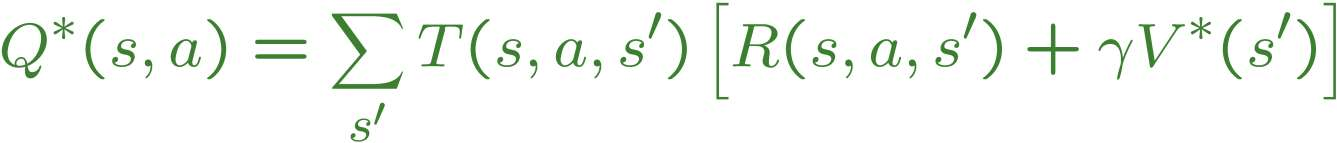 Q*(s, a) = ∑ T(s, a, s′) [R(s, a, s′) + γV*(s′)]
s′